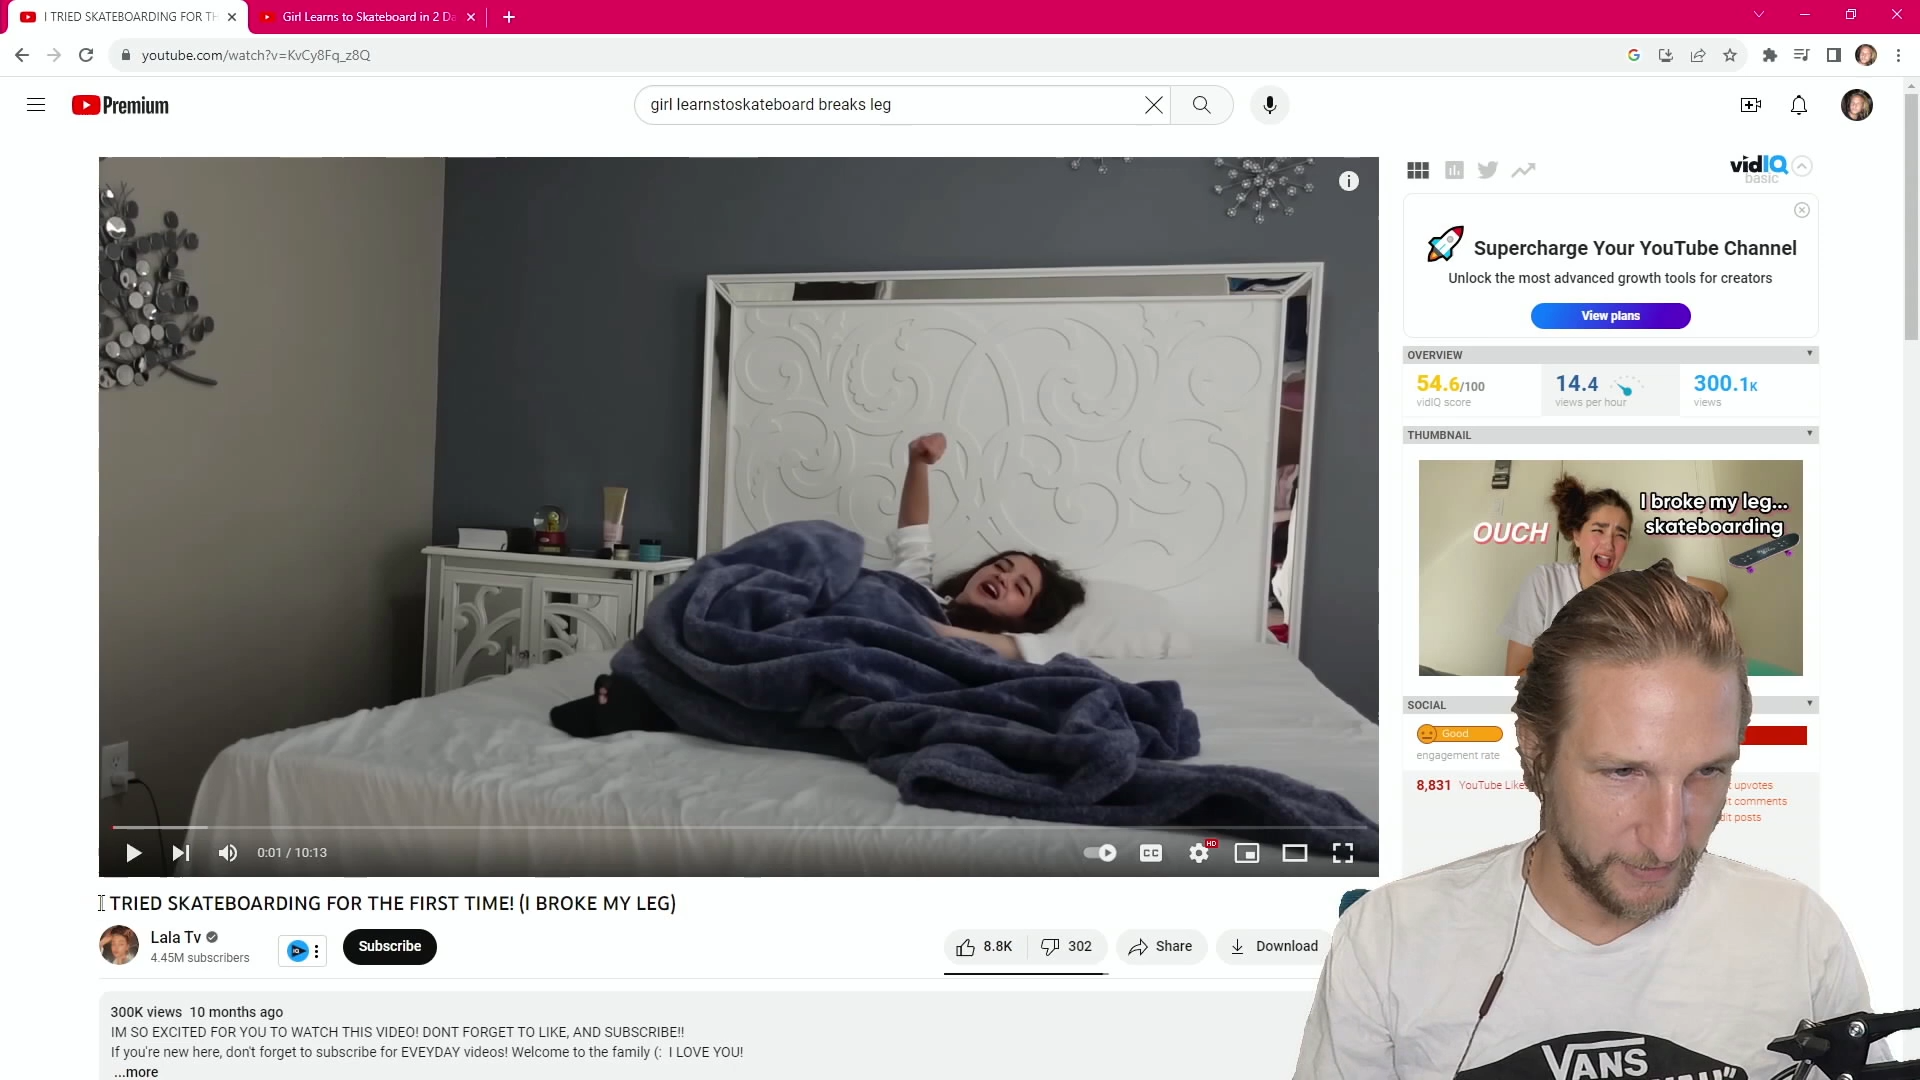 I TRIED SKATEBOARDING FOR TH
Girl Learns to Skateboard in 2 Da
youtube.com/watch?v=KvCy8Fq_z8Q
Premium
girl learnstoskateboard breaks leg
vidIQ
basic
Supercharge Your YouTube Channel
Unlock the most advanced growth tools for creators
View plans
OVERVIEW
54.6/100
vidIQ score
14.4
views per hour
300.1K
views
THUMBNAIL
OUCH
I broke my leg...
skateboarding
SOCIAL
Good
engagement rate
8,831 YouTube Likes
upvotes
comments
posts
0:01 / 10:13
CC
HD
TRIED SKATEBOARDING FOR THE FIRST TIME! (I BROKE MY LEG)
Lala Tv
4.45M subscribers
Subscribe
8.8K
302
Share
Download
300K views 10 months ago
IM SO EXCITED FOR YOU TO WATCH THIS VIDEO! DONT FORGET TO LIKE, AND SUBSCRIBE!!
If you're new here, don't forget to subscribe for EVEYDAY videos! Welcome to the family (: I LOVE YOU!
...more
VANS